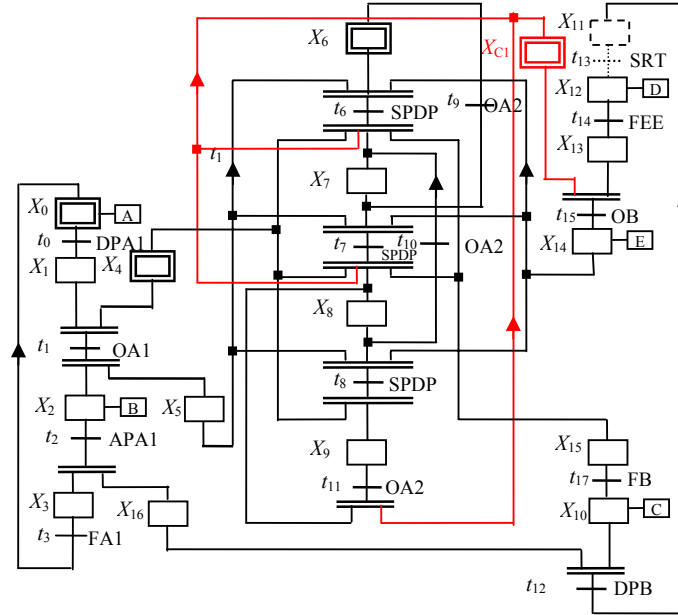 X11
X6
XC1
t13 SRT
X12 D
t6 SPDP
t9 OA2
t14 FEE
X13
t1
X7
X0 A
t15 OB
t0 DPA1
t7 SPDP
t10 OA2
X14 E
X1
X4
X8
t1 OA1
t8 SPDP
X2 B
X5
t2 APA1
X9
X15
t11 OA2
t17 FB
X3
X16
X10 C
t3 FA1
t12 DPB